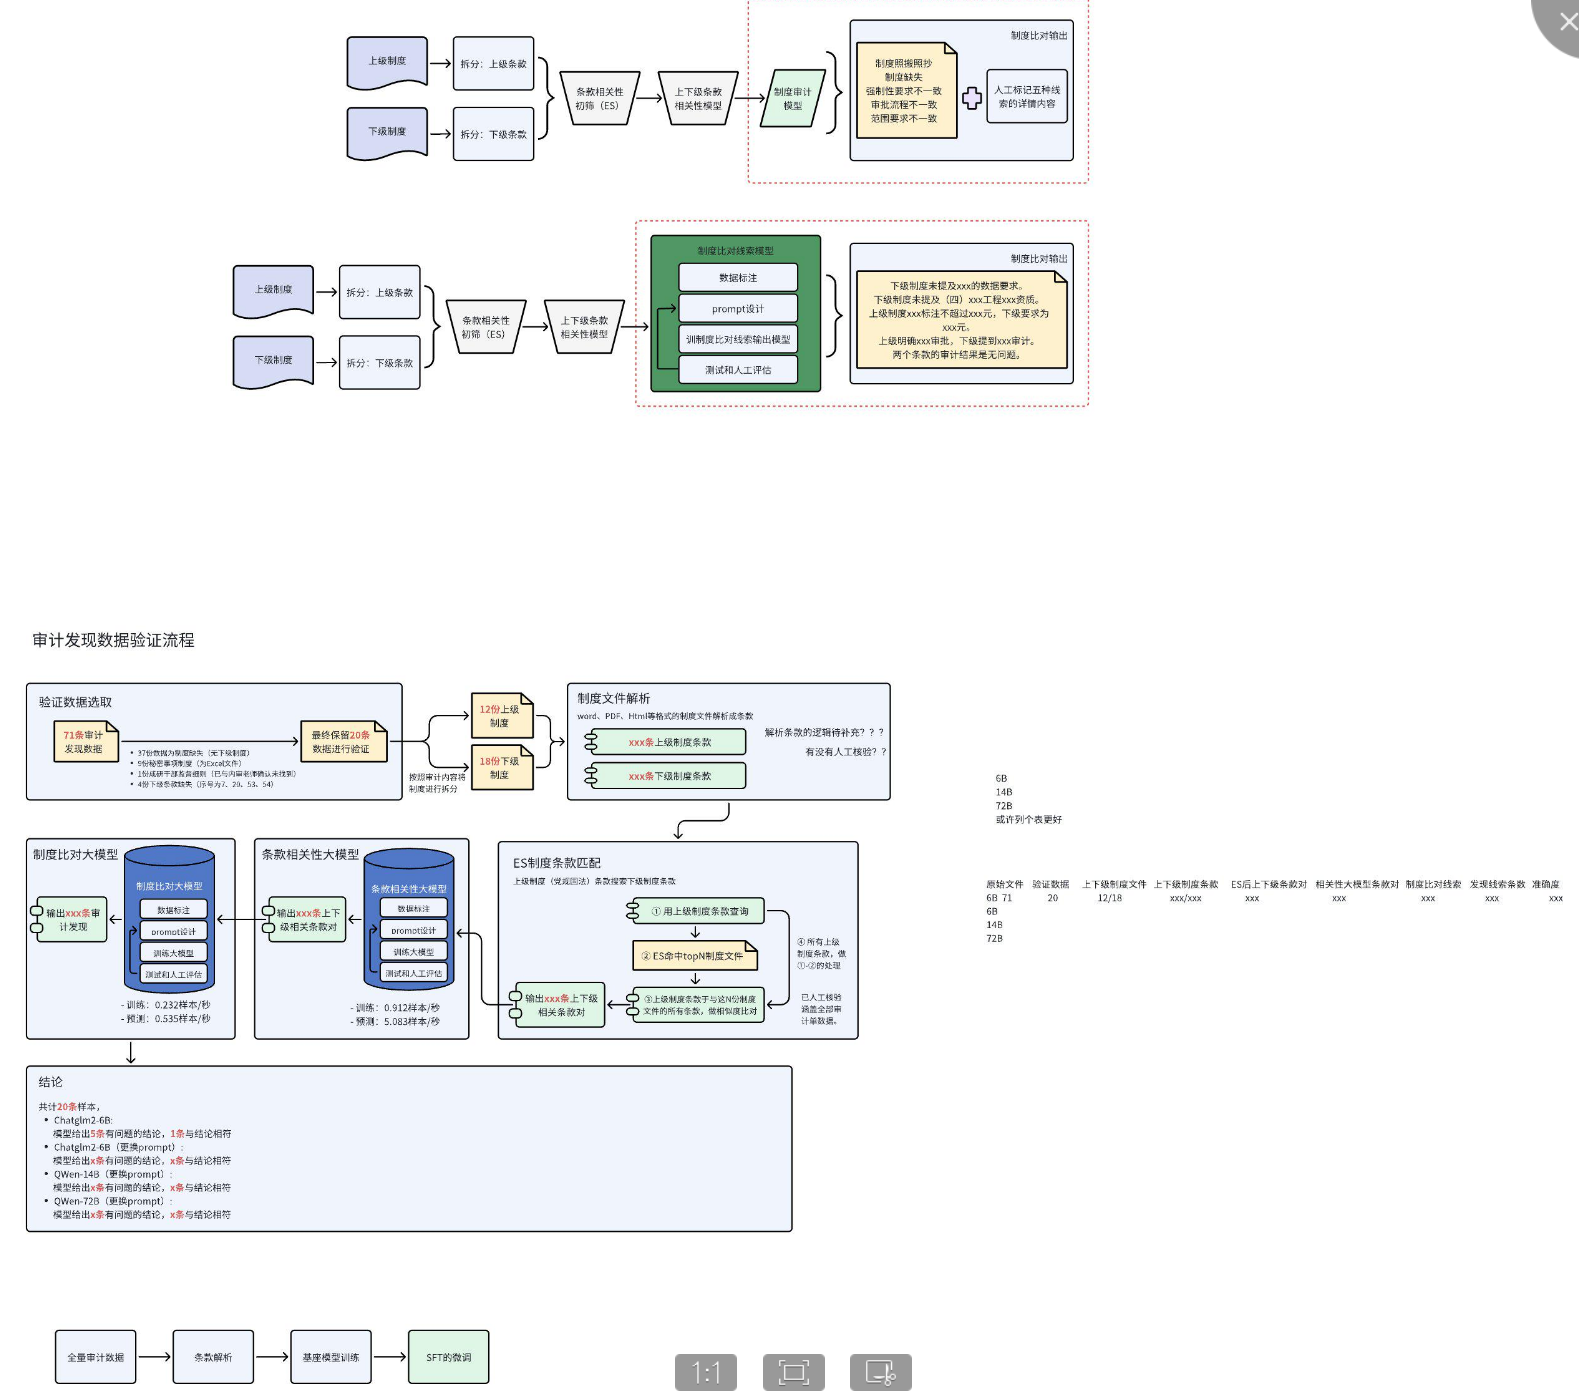 制度比对输出
上级制度
拆分：上级条款
下级制度
拆分：下级条款
条款相关性
初筛（ES）
上下级条款
相关性模型
制度审计
模型
制度照搬照抄
制度缺失
强制性要求不一致
审批流程不一致
范围要求不一致
人工标记五种线
索的详情内容
上级制度
拆分：上级条款
下级制度
拆分：下级条款
条款相关性
初筛（ES）
上下级条款
相关性模型
制度比对线索模型
数据标注
prompt设计
训制度比对线索输出模型
测试和人工评估
制度比对输出
下级制度未提及xxx的数据要求。
下级制度未提及（四）xxx工程xxx资质。
上级制度xxx标注不超过xxx元，下级要求为
xxx元。
上级明确xxx审批，下级提到xxx审计。
两个条款的审计结果是无问题。
审计发现数据验证流程
验证数据选取
71条审计
发现数据
• 37份数据为制度缺失（无下级制度）
• 9份秘密事项制度（为Excel文件）
• 1份成研干部监督细则（已与内审老师确认未找到）
• 4份下级条款缺失（序号为7、20、53、54）
最终保留20条
数据进行验证
按照审计内容将
制度进行拆分
12份上级
制度
18份下级
制度
制度文件解析
word、PDF、Html等格式的制度文件解析成条款
xxx条上级制度条款
xxx条下级制度条款
解析条款的逻辑待补充？？？
有没有人工核验？？
6B
14B
72B
或许列个表更好
制度比对大模型
输出xxx条审
计发现
制度比对大模型
数据标注
prompt设计
训练大模型
测试和人工评估
- 训练：0.232样本/秒
- 预测：0.535样本/秒
条款相关性大模型
输出xxx条上下
级相关条款对
条款相关性大模型
数据标注
prompt设计
训练大模型
测试和人工评估
- 训练：0.912样本/秒
- 预测：5.083样本/秒
ES制度条款匹配
上级制度（党规国法）条款搜索下级制度条款
① 用上级制度条款查询
② ES命中topN制度文件
③上级制度条款于与这N份制度
文件的所有条款，做相似度比对
输出xxx条上下级
相关条款对
④ 所有上级
制度条款，做
①-②的处理
已人工核验
涵盖全部审
计单数据。
原始文件 验证数据 上下级制度文件 上下级制度条款 ES后上下级条款对 相关性大模型条款对 制度比对线索 发现线索条数 准确度
6B 71 20 12/18 xxx/xxx xxx xxx xxx xxx xxx
6B
14B
72B
结论
共计20条样本，
• Chatglm2-6B:
模型给出5条有问题的结论，1条与结论相符
• Chatglm2-6B（更换prompt）:
模型给出x条有问题的结论，x条与结论相符
• QWen-14B（更换prompt）:
模型给出x条有问题的结论，x条与结论相符
• QWen-72B（更换prompt）:
模型给出x条有问题的结论，x条与结论相符
全量审计数据
条款解析
基座模型训练
SFT的微调
1:1